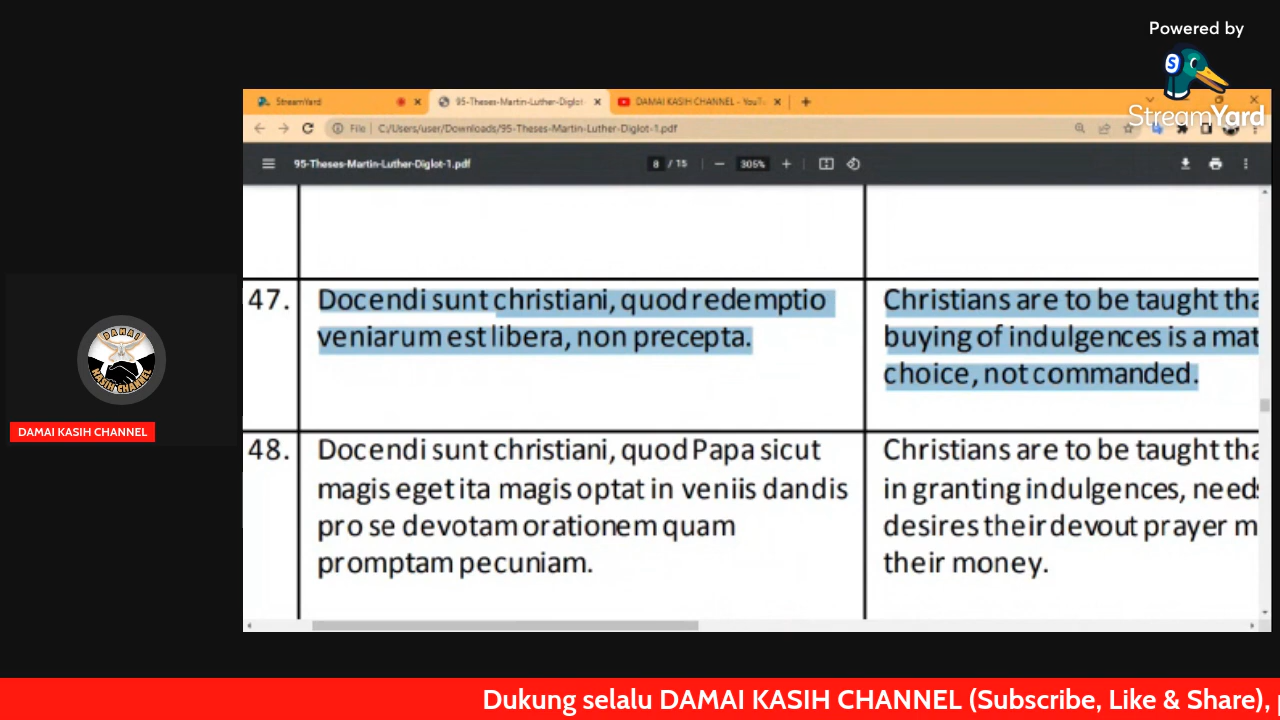 Powered by
StreamYard
StreamYard
95-Theses-Martin-Luther-Diglot-
DAMAI KASIH CHANNEL - YouTu
File
C:/Users/user/Downloads/95-Theses-Martin-Luther-Diglot-1.pdf
95-Theses-Martin-Luther-Diglot-1.pdf
8 / 15
305%
47.
Docendi sunt christiani, quod redemptio
veniarum est libera, non precepta.
Christians are to be taught tha
buying of indulgences is a mat
choice, not commanded.
48.
Docendi sunt christiani, quod Papa sicut
magis eget ita magis optat in veniis dandis
pro se devotam orationem quam
promptam pecuniam.
Christians are to be taught tha
in granting indulgences, needs
desires their devout prayer m
their money.
DAMAI
KASIH CHANNEL
DAMAI KASIH CHANNEL
Dukung selalu DAMAI KASIH CHANNEL (Subscribe, Like & Share),